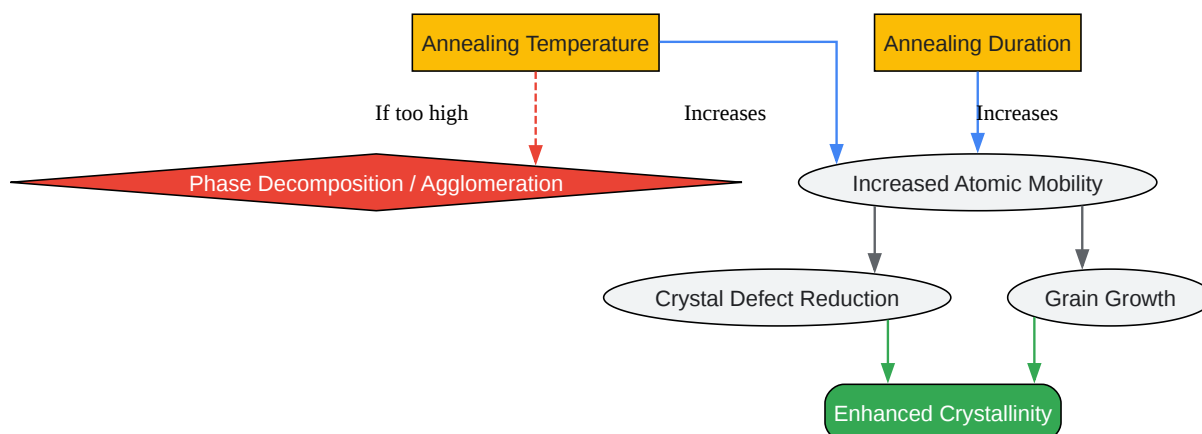 Annealing Temperature
Annealing Duration
If too high
Increases
Increases
Phase Decomposition / Agglomeration
Increased Atomic Mobility
Crystal Defect Reduction
Grain Growth
Enhanced Crystallinity